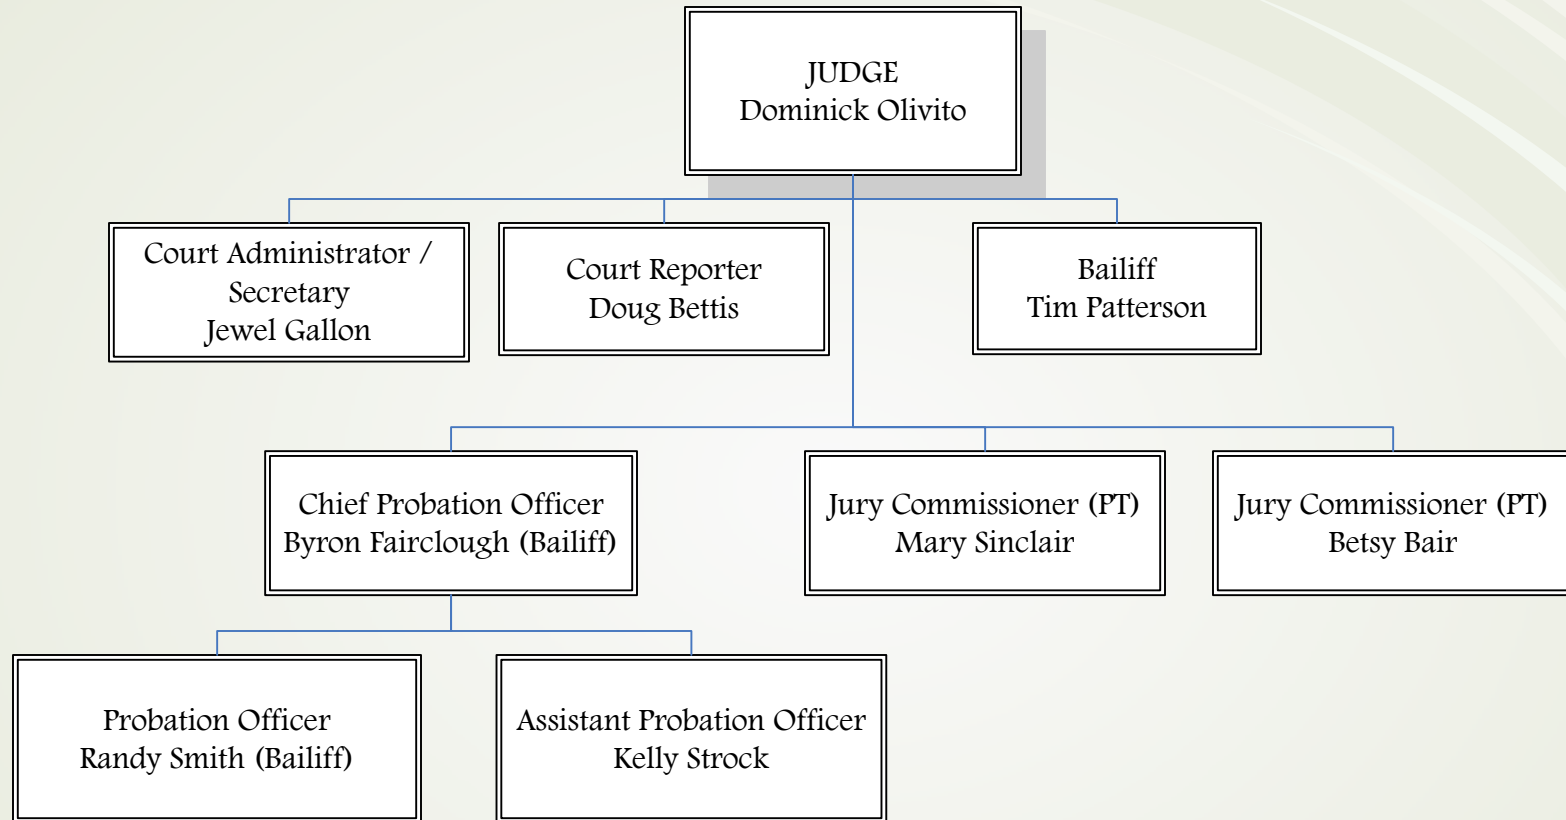 JUDGE
Dominick Olivito
Court Administrator /
Secretary
Jewel Gallon
Court Reporter
Doug Bettis
Bailiff
Tim Patterson
Chief Probation Officer
Byron Fairclough (Bailiff)
Jury Commissioner (PT)
Mary Sinclair
Jury Commissioner (PT)
Betsy Bair
Probation Officer
Randy Smith (Bailiff)
Assistant Probation Officer
Kelly Strock